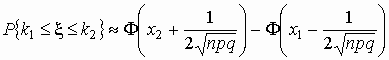 P{k₁ ≤ ξ ≤ k₂} ≈ Φ(x₂ + 1/(2√npq)) − Φ(x₁ − 1/(2√npq))